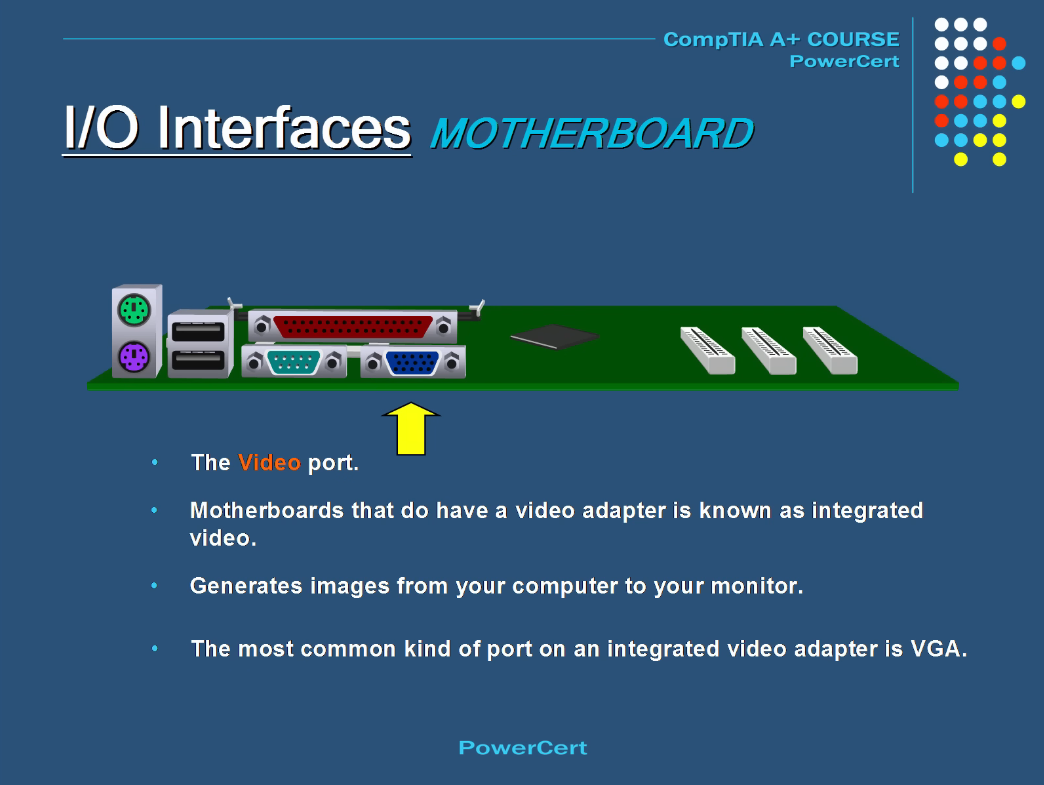 CompTIA A+ COURSE
PowerCert
I/O Interfaces MOTHERBOARD
• The Video port.
• Motherboards that do have a video adapter is known as integrated
video.
• Generates images from your computer to your monitor.
• The most common kind of port on an integrated video adapter is VGA.
PowerCert